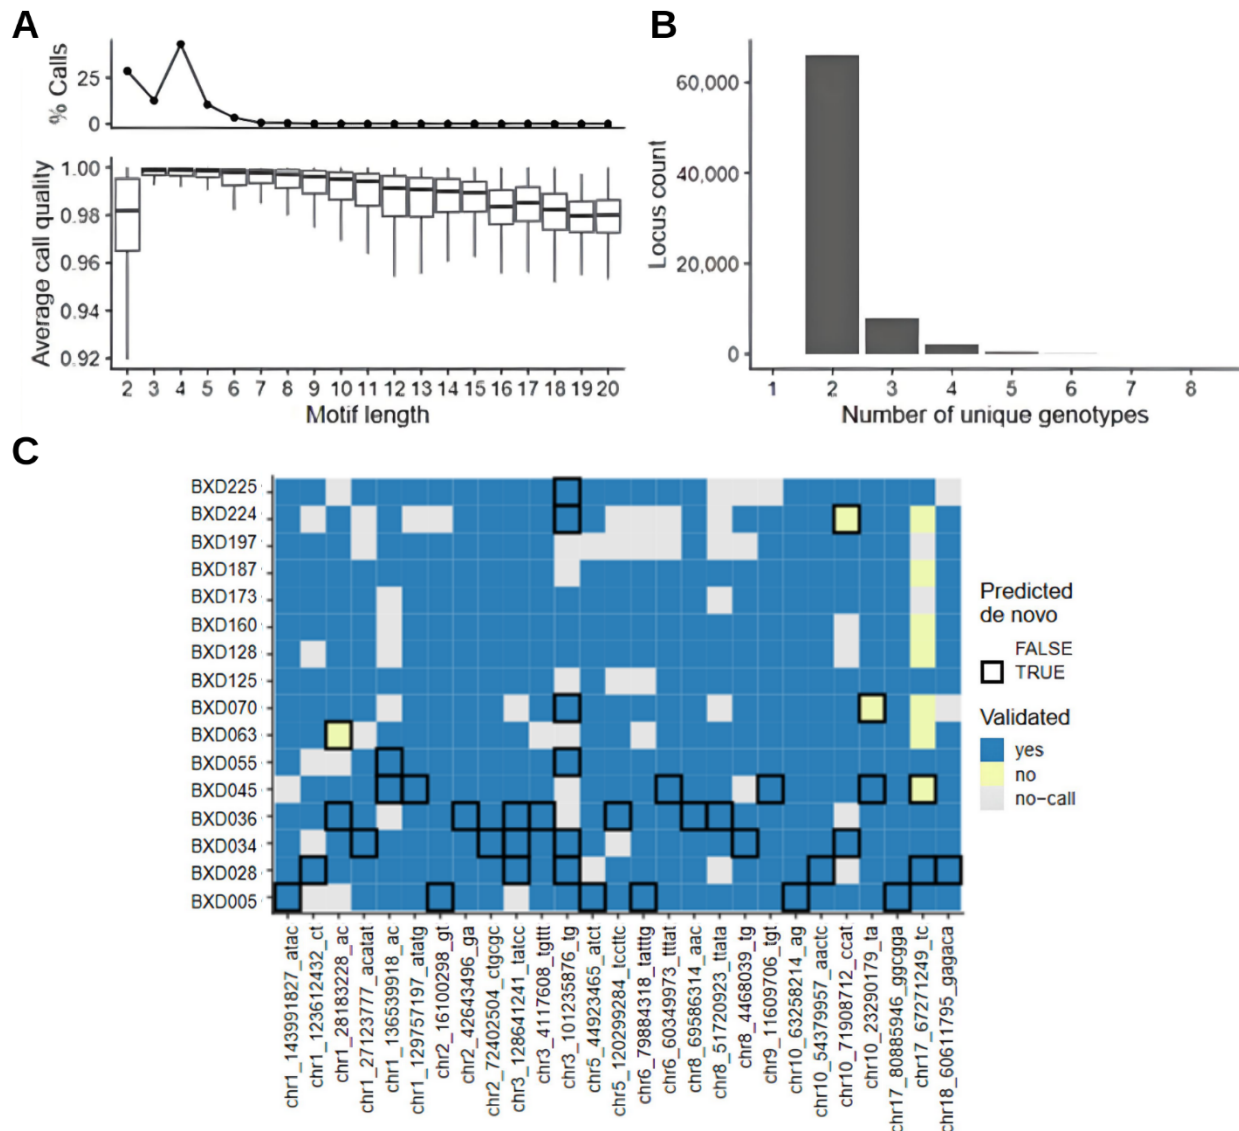 A
% Calls
25
0
Average call quality
1.00
0.98
0.96
0.94
0.92
2 3 4 5 6 7 8 9 10 11 12 13 14 15 16 17 18 19 20
Motif length
B
Locus count
60,000
40,000
20,000
0
1 2 3 4 5 6 7 8
Number of unique genotypes
C
BXD225
BXD224
BXD197
BXD187
BXD173
BXD160
BXD128
BXD125
BXD070
BXD063
BXD055
BXD045
BXD036
BXD034
BXD028
BXD005
chr1_143991827_atac
chr1_123612432_ct
chr1_28183228_ac
chr1_27123777_acatat
chr1_136539918_ac
chr1_129757197_atatg
chr2_16100298_gt
chr2_42643496_ga
chr2_72402504_ctgcgc
chr3_128641241_tatcc
chr3_4117608_tgttt
chr3_101235876_tg
chr5_44923465_atct
chr5_120299284_tccttc
chr6_79884318_tatttg
chr6_60349973_tttat
chr8_69586314_aac
chr8_51720923_ttata
chr8_4468039_tg
chr9_11609706_tgt
chr10_63258214_ag
chr10_54379957_aactc
chr10_71908712_ccat
chr10_23290179_ta
chr17_80885946_ggcgga
chr17_67271249_tc
chr18_60611795_gagaca
Predicted
de novo
FALSE
TRUE
Validated
yes
no
no-call